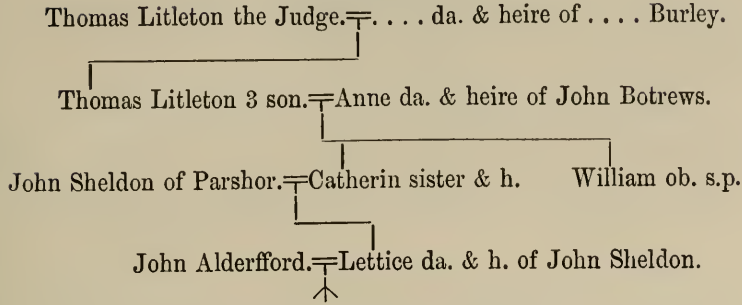 Thomas Litleton the Judge. . . . . da. & heire of . . . . Burley.
Thomas Litleton 3 son. Anne da. & heire of John Botrews.
John Sheldon of Parshor. Catherin sister & h. William ob. s.p.
John Alderfford. Lettice da. & h. of John Sheldon.